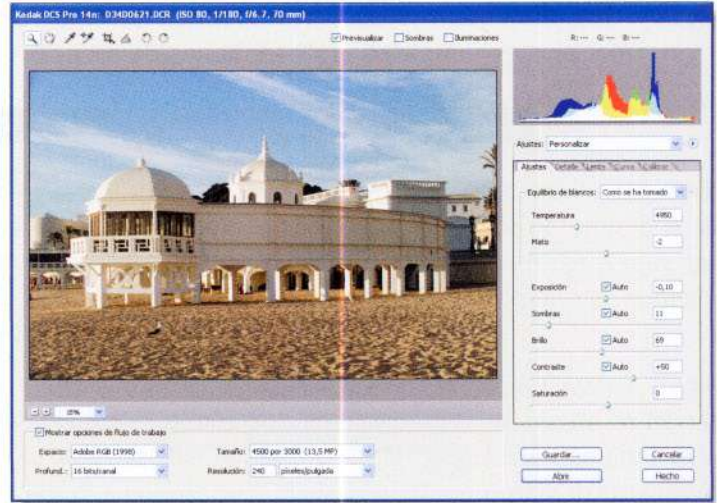 Kodak DCS Pro 14n: D34D0621.DCR (ISO 80, 1/180, f/6.7, 70 mm)
Previsualizar Sombras Iluminaciones R: --- G: --- B: ---
Ajustes: Personalizar
Ajustes Detalle Lente Curva Calibrar
Equilibrio de blancos: Como se ha tomado
Temperatura 4950
Matiz -2
Exposición Auto -0,10
Sombras Auto 11
Brillo Auto 69
Contraste Auto +50
Saturación 0
Mostrar opciones de flujo de trabajo
Espacio: Adobe RGB (1998) Tamaño: 4500 por 3000 (13,5 MP)
Profund.: 16 bits/canal Resolución: 240 píxeles/pulgada
Guardar... Cancelar
Abrir Hecho